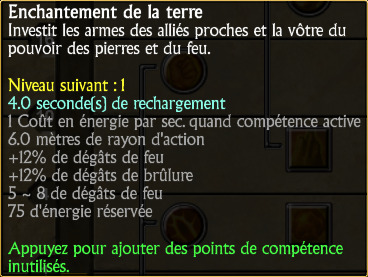 Enchantement de la terre
Investit les armes des alliés proches et la vôtre du
pouvoir des pierres et du feu.
Niveau suivant : 1
4.0 seconde(s) de rechargement
1 Coût en énergie par sec. quand compétence active
6.0 mètres de rayon d'action
+12% de dégâts de feu
+12% de dégâts de brûlure
5 ~ 8 de dégâts de feu
75 d'énergie réservée
Appuyez pour ajouter des points de compétence
inutilisés.